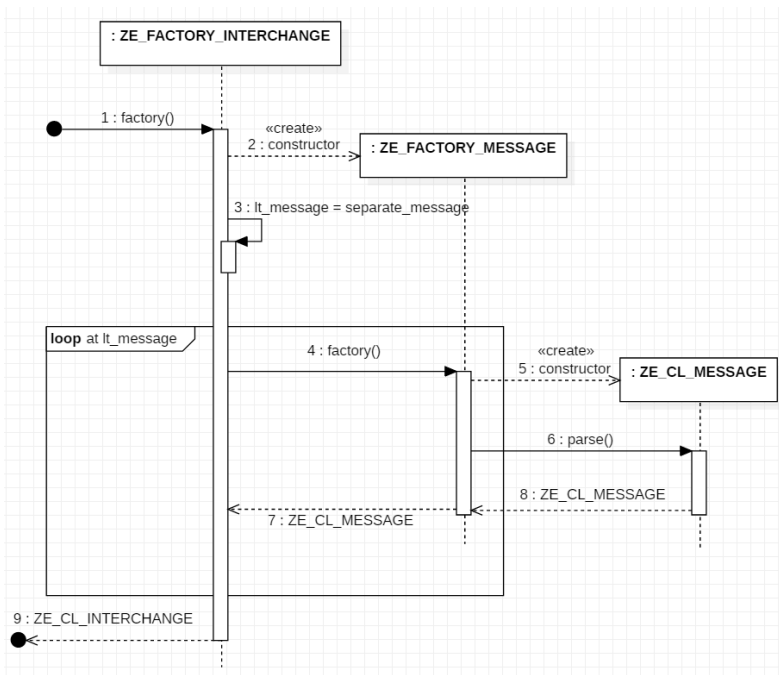 : ZE_FACTORY_INTERCHANGE
1 : factory()
«create»
2 : constructor
: ZE_FACTORY_MESSAGE
3 : lt_message = separate_message
loop at lt_message
4 : factory()
«create»
5 : constructor
: ZE_CL_MESSAGE
6 : parse()
8 : ZE_CL_MESSAGE
7 : ZE_CL_MESSAGE
9 : ZE_CL_INTERCHANGE